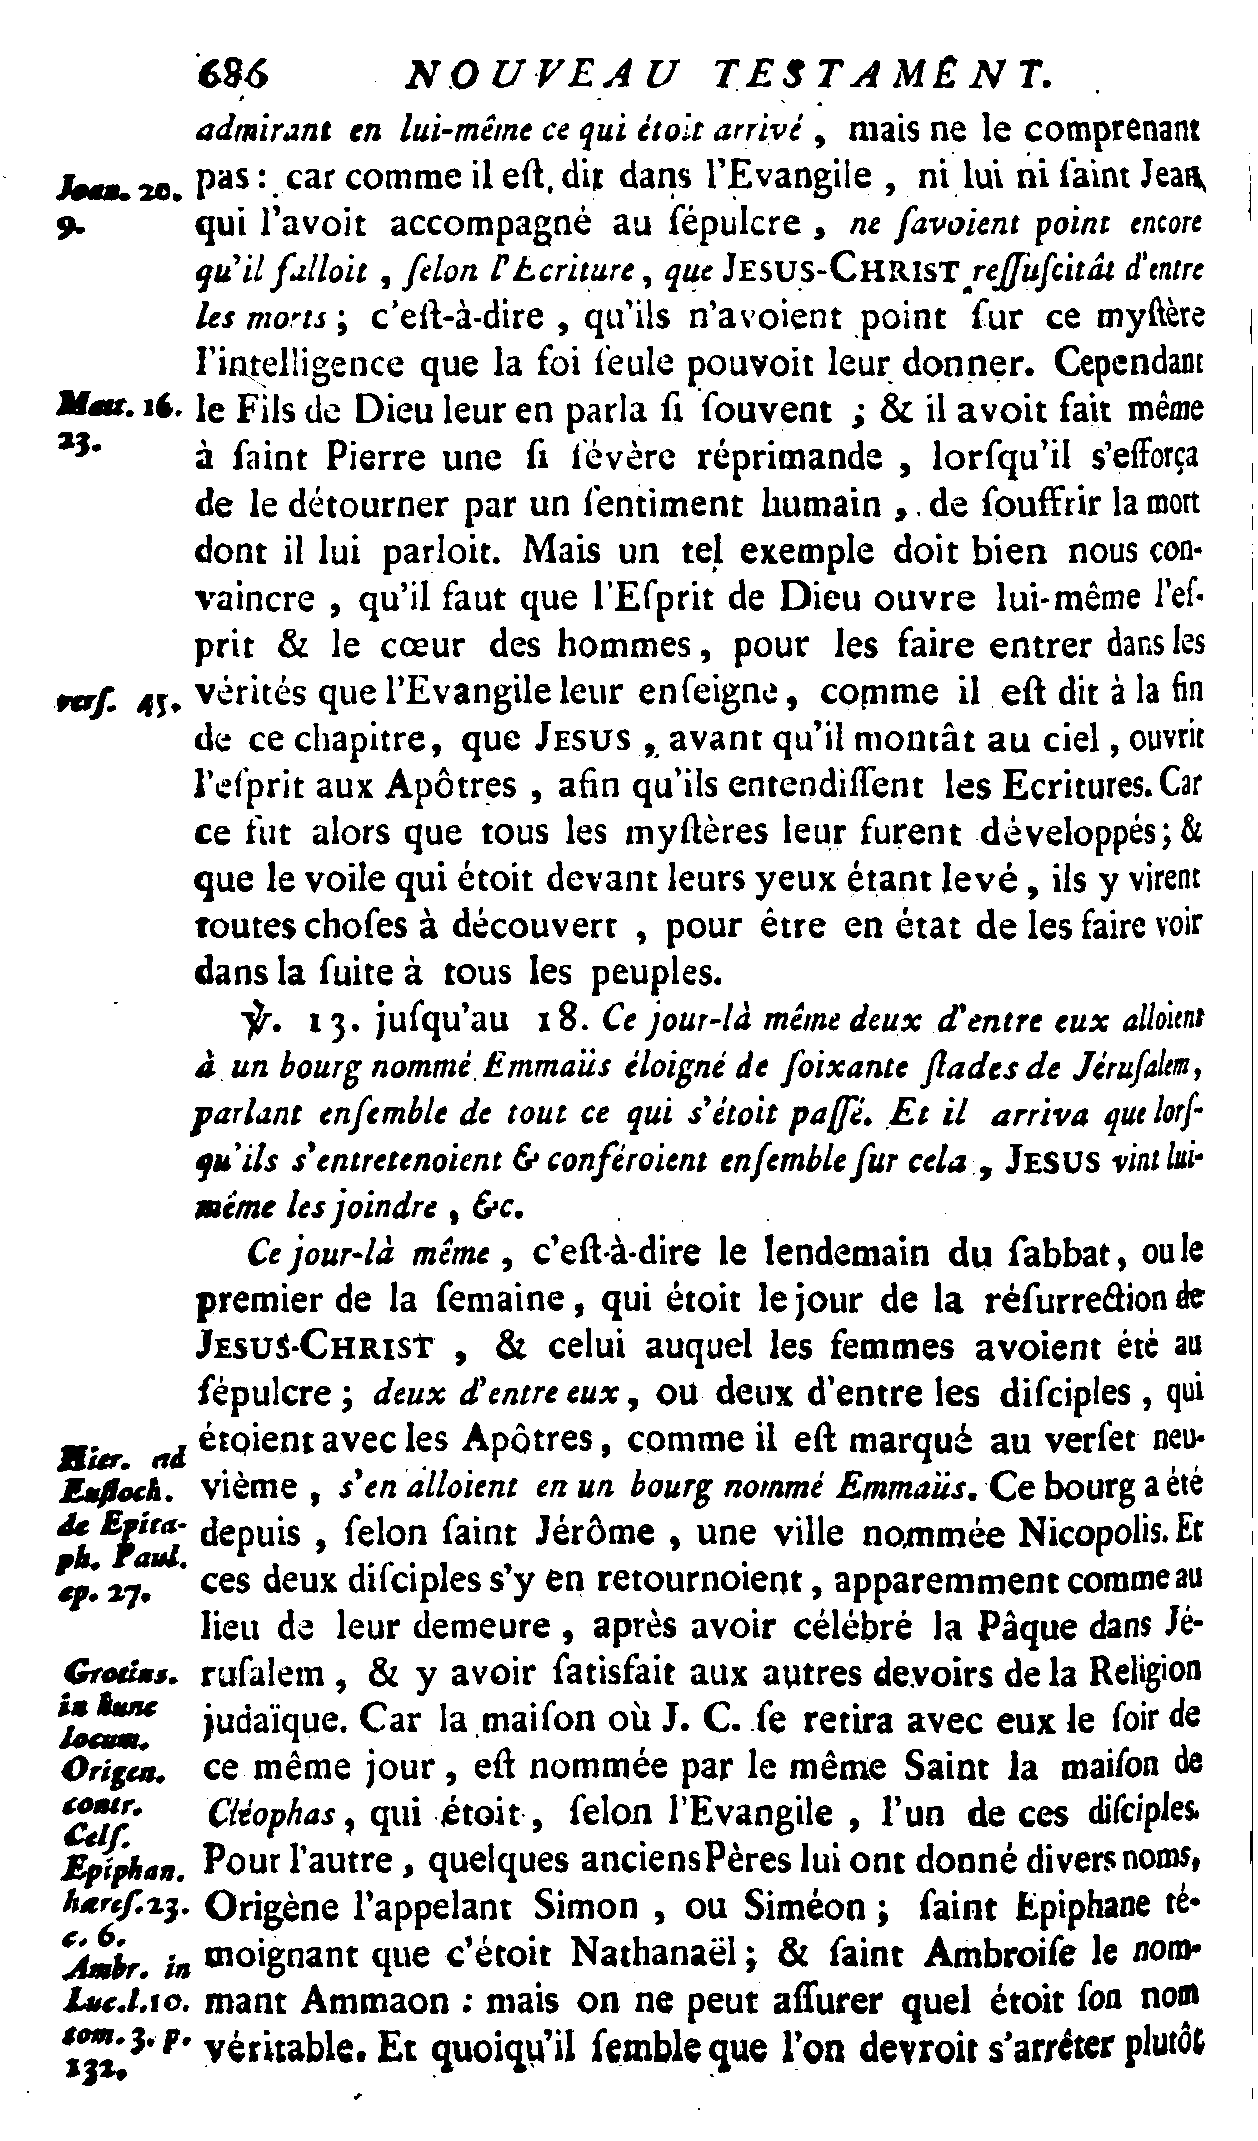 686 NOUVEAU TESTAMENT.
admirant en lui-même ce qui étoit arrivé, mais ne le comprenant
Joan. 20. pas : car comme il eſt dit dans l'Evangile, ni lui ni ſaint Jean
9. qui l'avoit accompagné au ſépulcre, ne ſavoient point encore
qu'il falloit, ſelon l'Ecriture, que JESUS-CHRIST reſſuſcitât d'entre
les morts ; c'eſt-à-dire, qu'ils n'avoient point ſur ce myſtère
l'intelligence que la foi ſeule pouvoit leur donner. Cependant
Matt. 16. le Fils de Dieu leur en parla ſi ſouvent ; & il avoit fait même
23. à ſaint Pierre une ſi ſévère réprimande, lorſqu'il s'efforça
de le détourner par un ſentiment humain, de ſouffrir la mort
dont il lui parloit. Mais un tel exemple doit bien nous con-
vaincre, qu'il faut que l'Eſprit de Dieu ouvre lui-même l'eſ-
prit & le cœur des hommes, pour les faire entrer dans les
verſ. 45. vérités que l'Evangile leur enſeigne, comme il eſt dit à la fin
de ce chapitre, que JESUS, avant qu'il montât au ciel, ouvrit
l'eſprit aux Apôtres, afin qu'ils entendiſſent les Ecritures. Car
ce fut alors que tous les myſtères leur furent développés ; &
que le voile qui étoit devant leurs yeux étant levé, ils y virent
toutes choſes à découvert, pour être en état de les faire voir
dans la ſuite à tous les peuples.
℣. 13. juſqu'au 18. Ce jour-là même deux d'entre eux alloient
à un bourg nommé Emmaüs éloigné de ſoixante ſtades de Jéruſalem,
parlant enſemble de tout ce qui s'étoit paſſé. Et il arriva que lorſ-
qu'ils s'entretenoient & conféroient enſemble ſur cela, JESUS vint lui-
même les joindre, &c.
Ce jour-là même, c'eſt-à-dire le lendemain du ſabbat, ou le
premier de la ſemaine, qui étoit le jour de la réſurrection de
JESUS-CHRIST, & celui auquel les femmes avoient été au
ſépulcre ; deux d'entre eux, ou deux d'entre les diſciples, qui
Hier. ad étoient avec les Apôtres, comme il eſt marqué au verſet neu-
Euſtoch. vième, s'en alloient en un bourg nommé Emmaüs. Ce bourg a été
de Epita- depuis, ſelon ſaint Jérôme, une ville nommée Nicopolis. Et
ph. Paul.
ep. 27. ces deux diſciples s'y en retournoient, apparemment comme au
lieu de leur demeure, après avoir célébré la Pâque dans Jé-
Grotius. ruſalem, & y avoir ſatisfait aux autres devoirs de la Religion
in hunc
locum. judaïque. Car la maiſon où J. C. ſe retira avec eux le ſoir de
Origen. ce même jour, eſt nommée par le même Saint la maiſon de
contr. Cléophas, qui étoit, ſelon l'Evangile, l'un de ces diſciples.
Celſ.
Epiphan. Pour l'autre, quelques anciens Pères lui ont donné divers noms,
hæreſ. 23. Origène l'appelant Simon, ou Siméon ; ſaint Epiphane té-
c. 6.
Ambr. in moignant que c'étoit Nathanaël ; & ſaint Ambroiſe le nom-
Luc. l. 10. mant Ammaon : mais on ne peut aſſurer quel étoit ſon nom
tom. 3. p. véritable. Et quoiqu'il ſemble que l'on devroit s'arrêter plutôt
132.